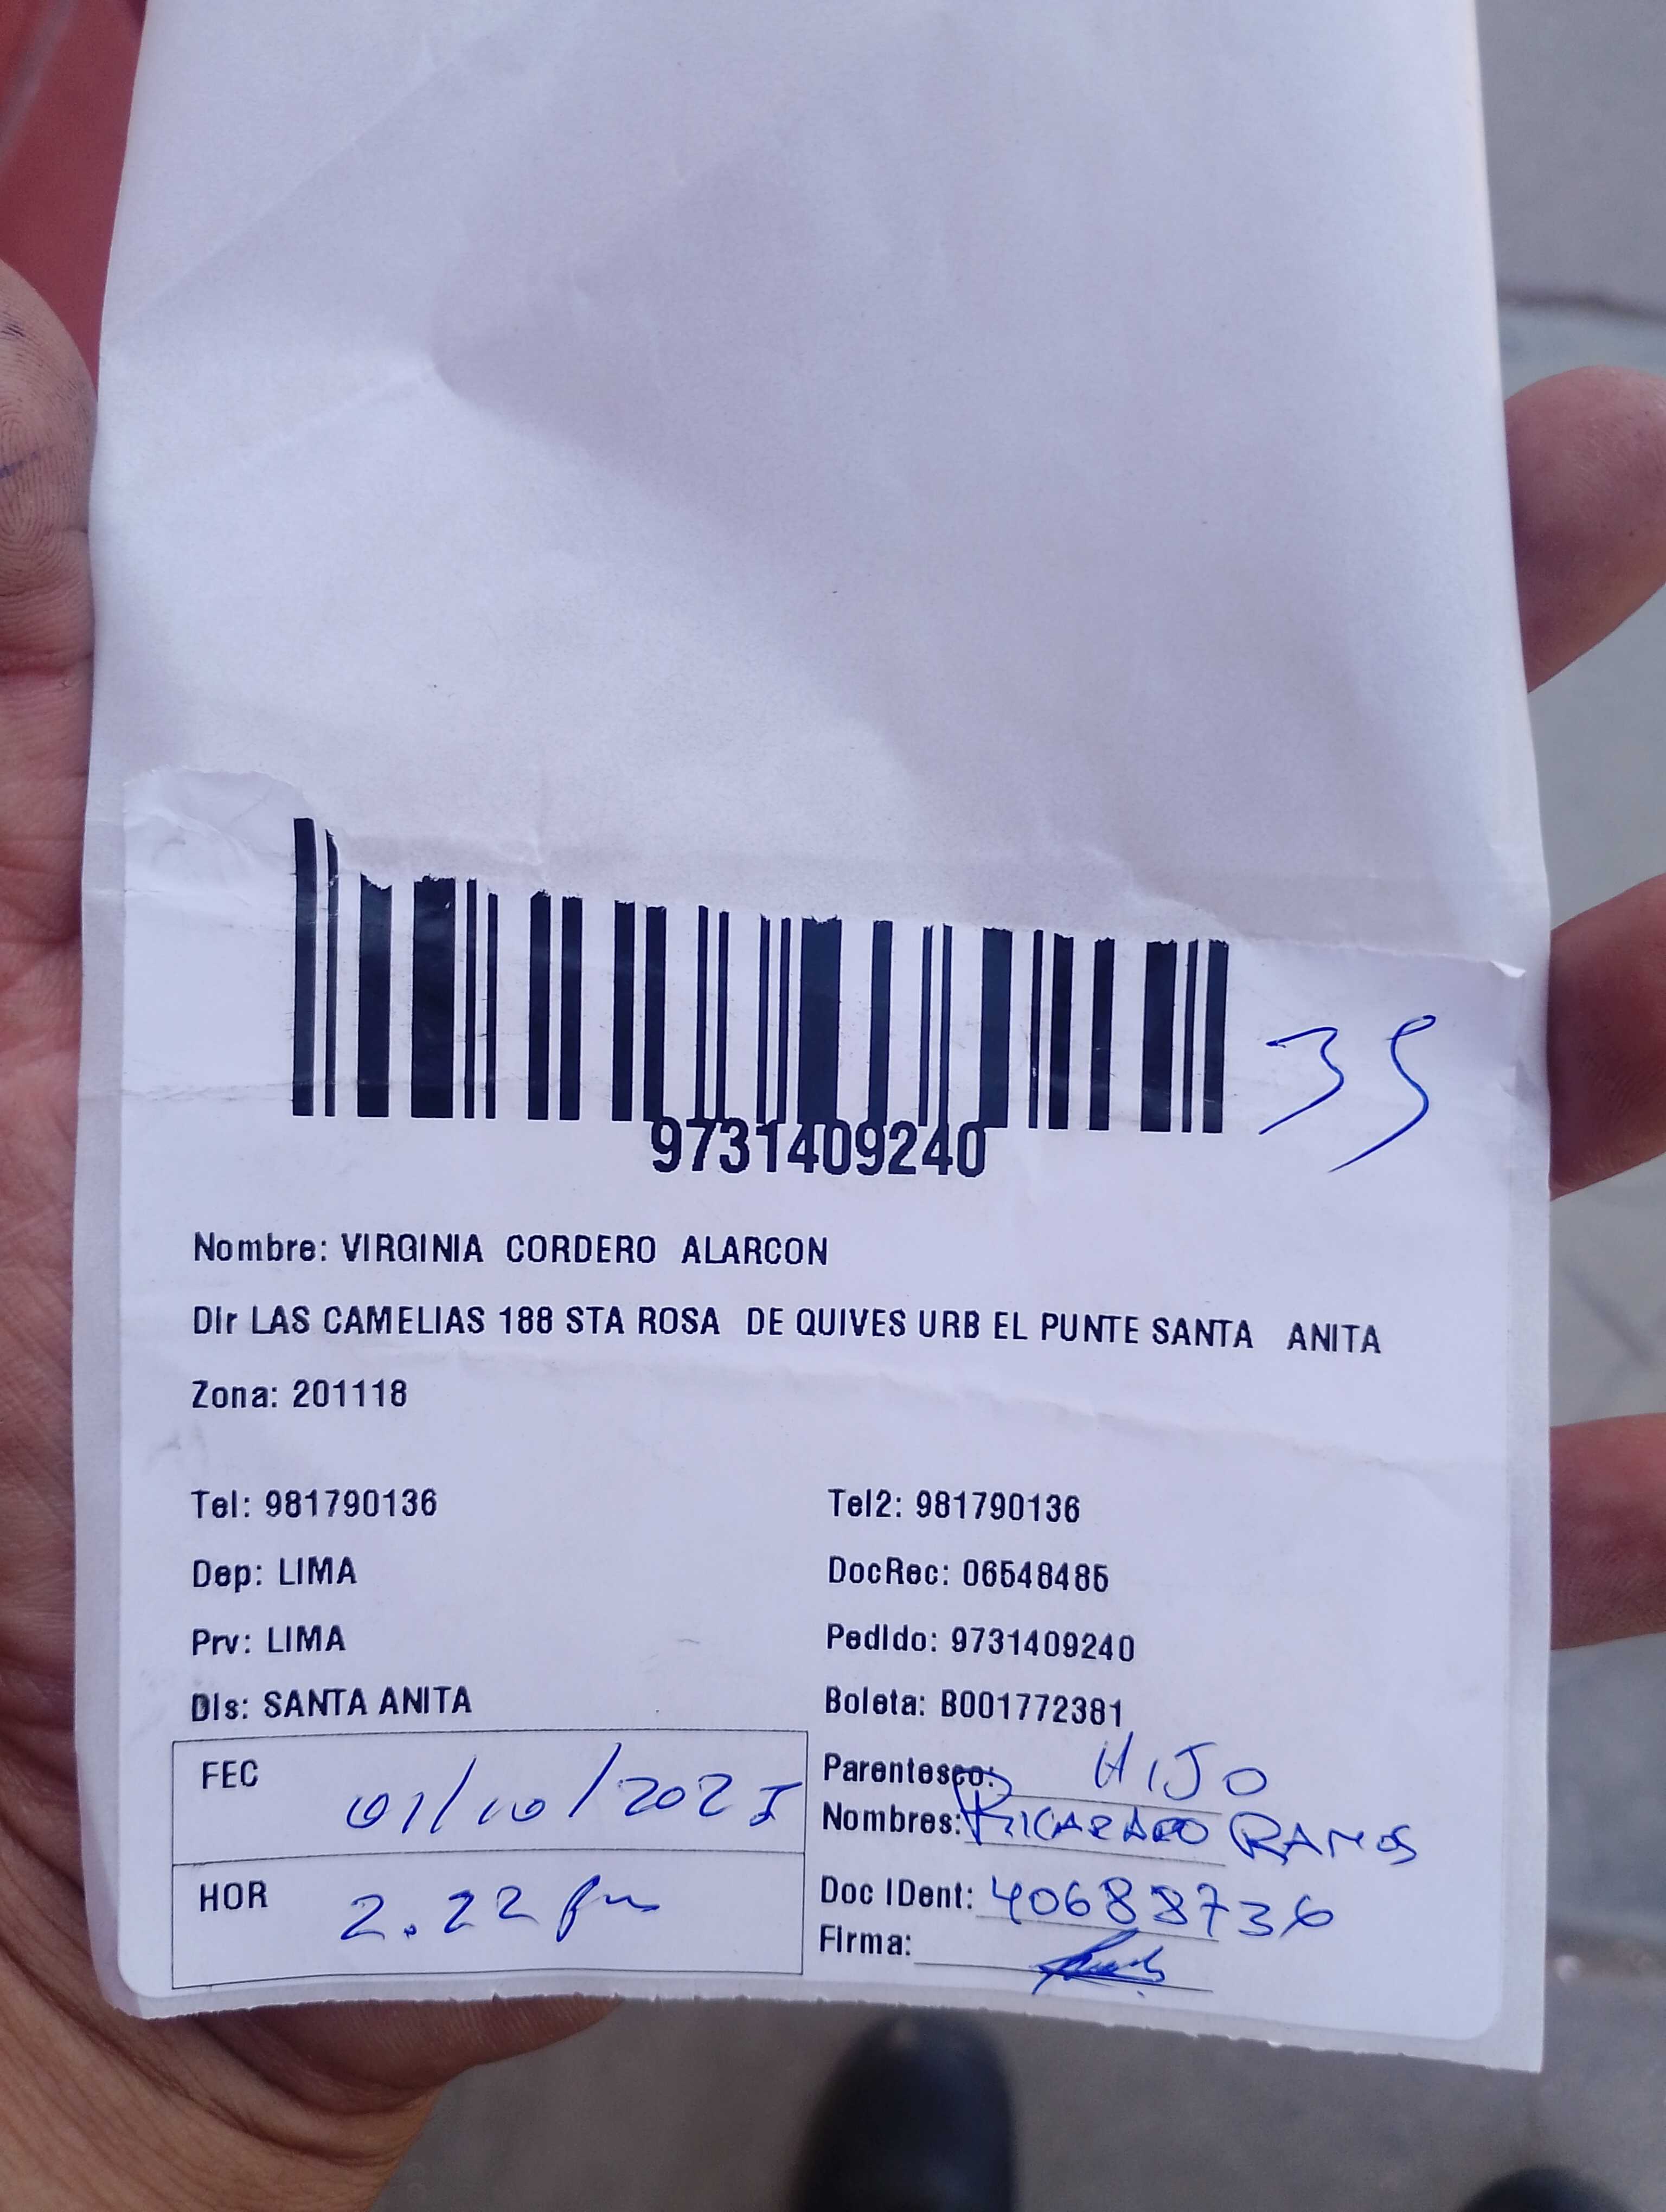 35
9731409240
Nombre: VIRGINIA CORDERO ALARCON
Dir LAS CAMELIAS 188 STA ROSA DE QUIVES URB EL PUNTE SANTA ANITA
Zona: 201118
Tel: 981790136 Tel2: 981790136
Dep: LIMA DocRec: 06548485
Prv: LIMA Pedido: 9731409240
Dis: SANTA ANITA Boleta: B001772381
FEC 01/10/2025
Parentesco: HIJO
Nombres: RICARDO RAMOS
HOR 2.22 pm
Doc IDent: 40688736
Firma: